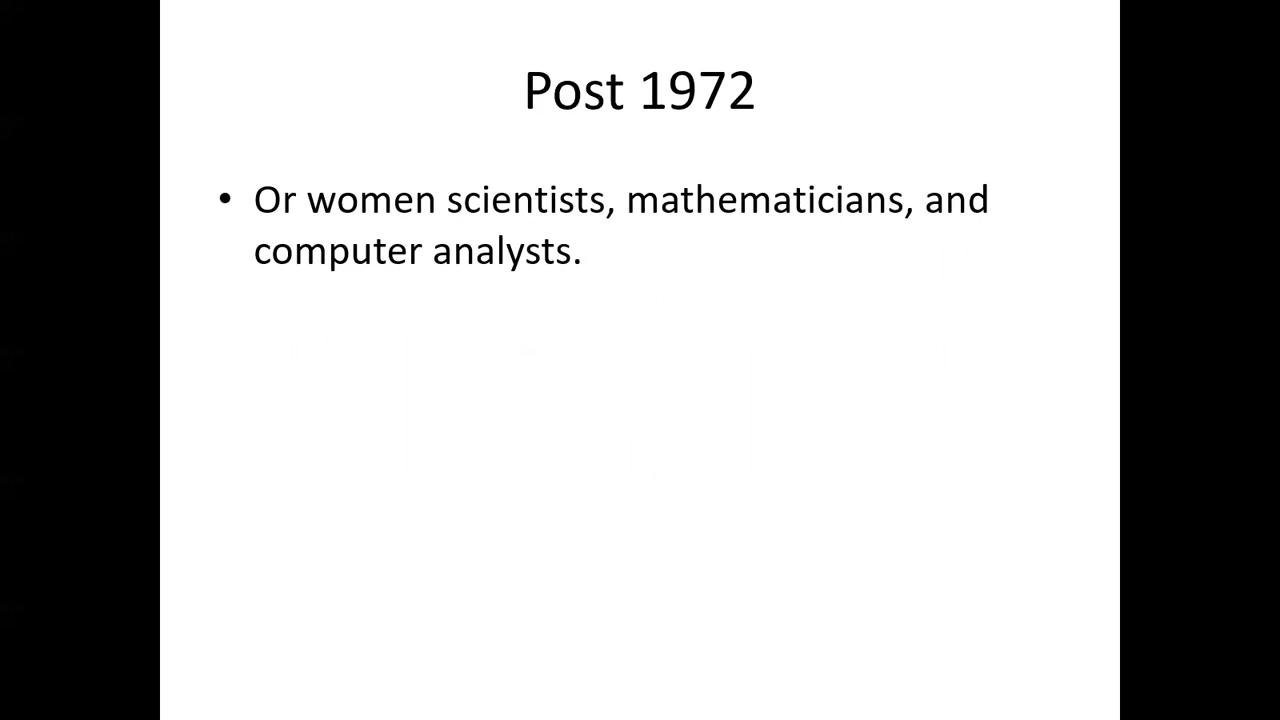 Post 1972
• Or women scientists, mathematicians, and
computer analysts.